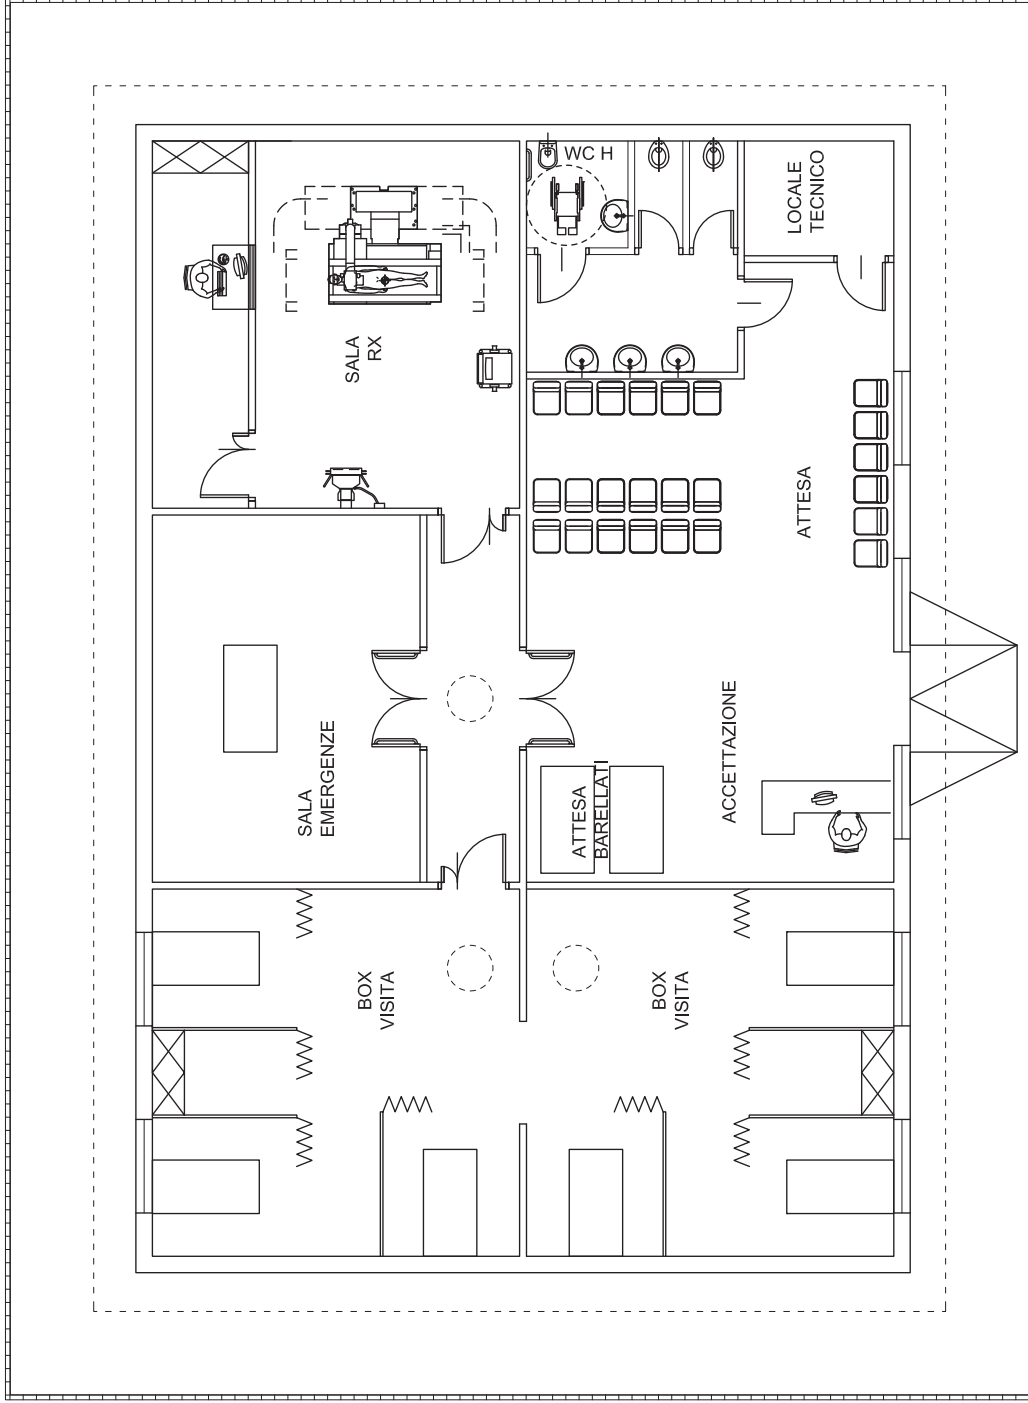 WC H
LOCALE
TECNICO
SALA
RX
ATTESA
SALA
EMERGENZE
ATTESA
BARELLATI
ACCETTAZIONE
BOX
VISITA
BOX
VISITA